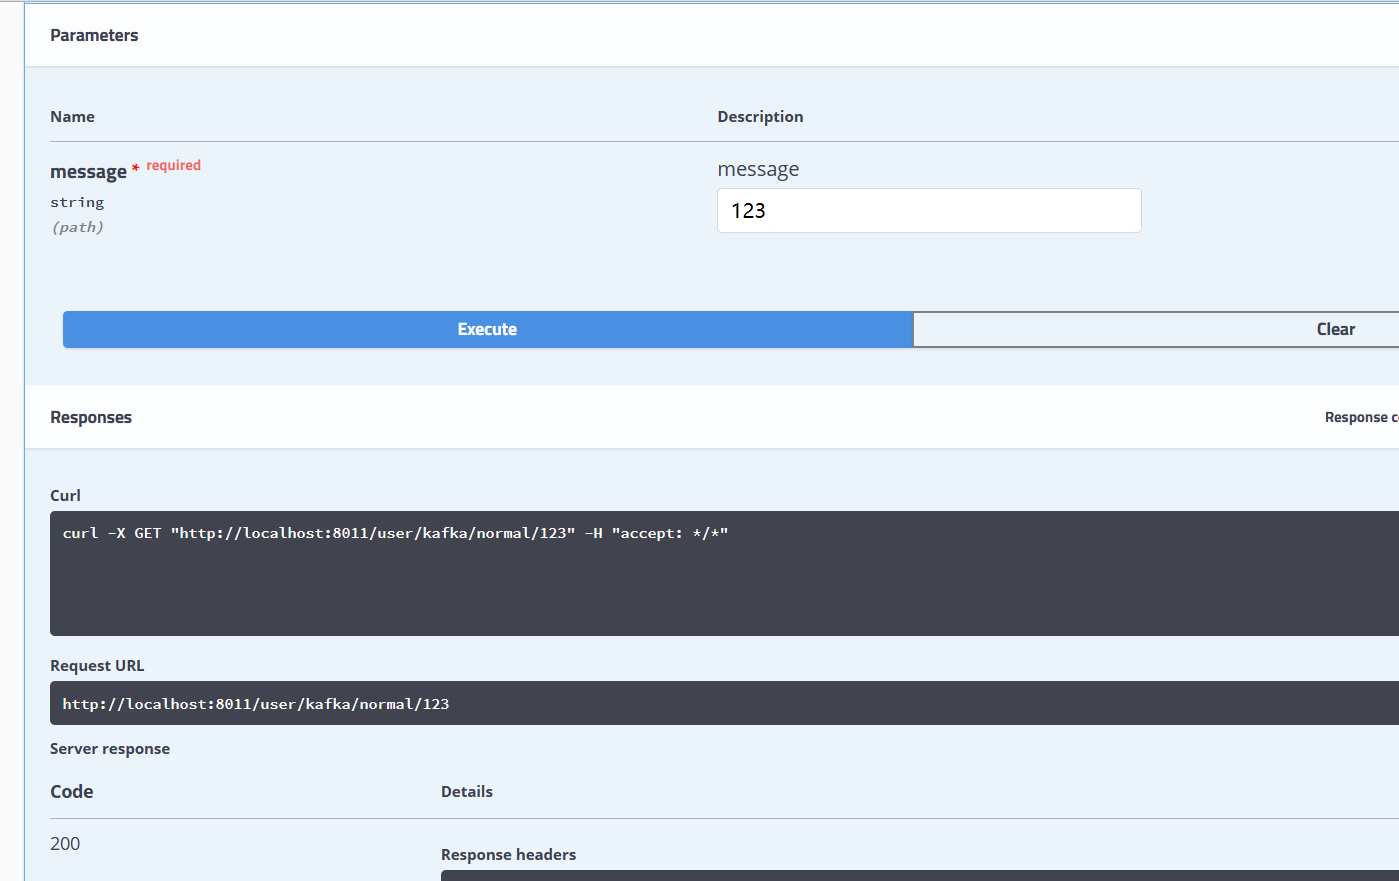 Parameters
Name Description
message * required
message
string
123
(path)
Execute Clear
Responses Response
Curl
curl -X GET "http://localhost:8011/user/kafka/normal/123" -H "accept: */*"
Request URL
http://localhost:8011/user/kafka/normal/123
Server response
Code Details
200
Response headers